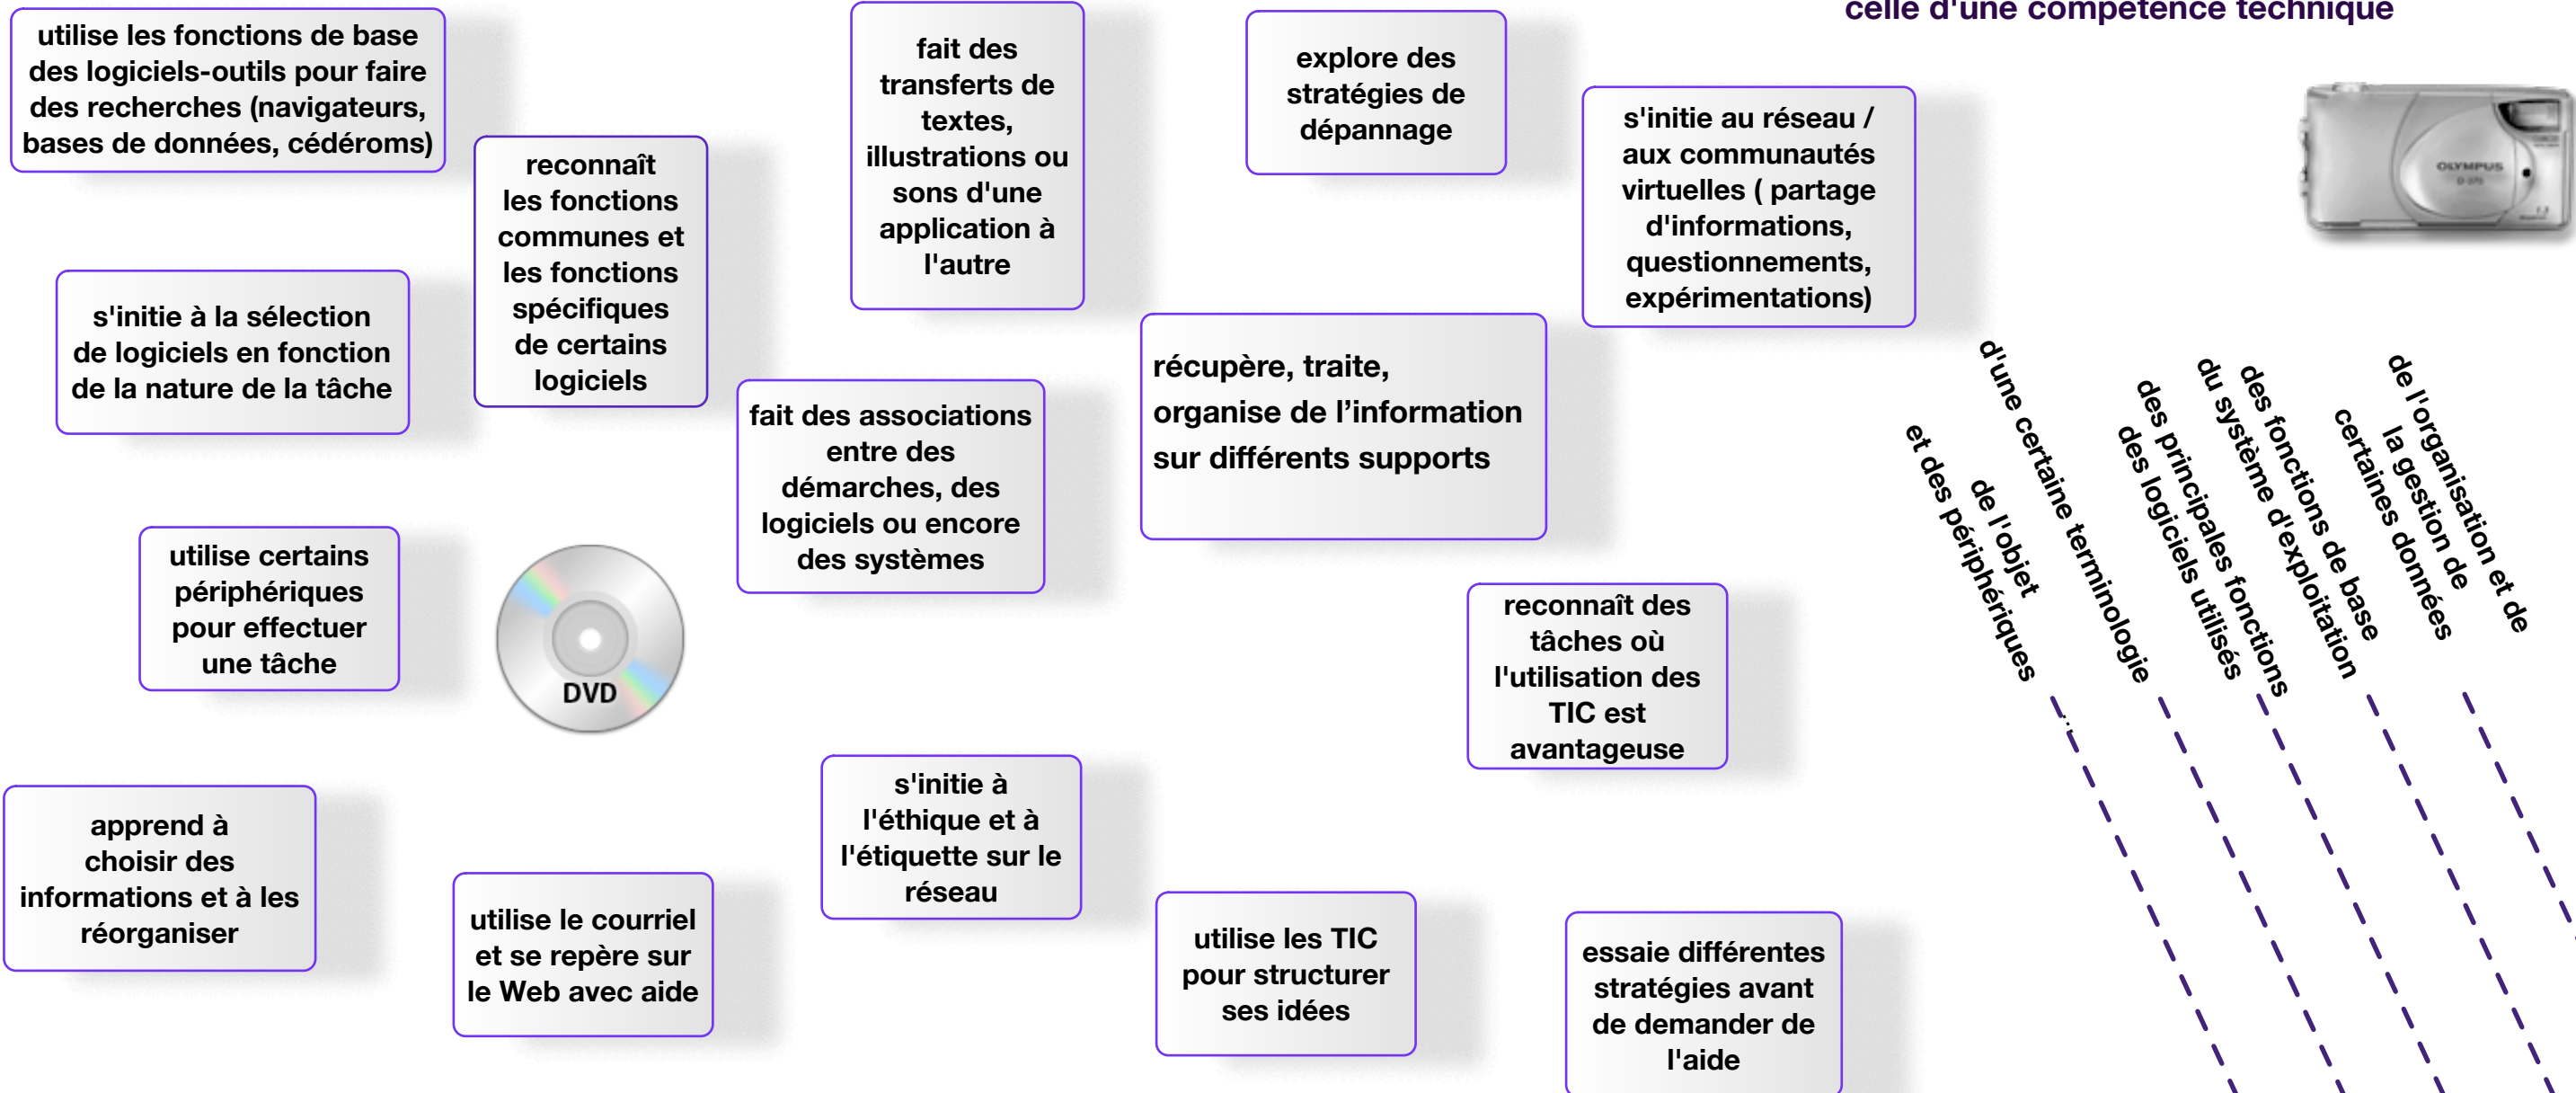 celle d'une compétence technique
utilise les fonctions de base
des logiciels-outils pour faire
des recherches (navigateurs,
bases de données, cédéroms)
reconnaît
les fonctions
communes et
les fonctions
spécifiques
de certains
logiciels
fait des
transferts de
textes,
illustrations ou
sons d'une
application à
l'autre
explore des
stratégies de
dépannage
s'initie au réseau /
aux communautés
virtuelles ( partage
d'informations,
questionnements,
expérimentations)
OLYMPUS
s'initie à la sélection
de logiciels en fonction
de la nature de la tâche
fait des associations
entre des
démarches, des
logiciels ou encore
des systèmes
récupère, traite,
organise de l’information
sur différents supports
de l'objet
et des périphériques
...
d'une certaine terminologie
des principales fonctions
des logiciels utilisés
des fonctions de base
du système d'exploitation
de l'organisation et de
la gestion de
certaines données
utilise certains
périphériques
pour effectuer
une tâche
DVD
reconnaît des
tâches où
l'utilisation des
TIC est
avantageuse
apprend à
choisir des
informations et à les
réorganiser
utilise le courriel
et se repère sur
le Web avec aide
s'initie à
l'éthique et à
l'étiquette sur le
réseau
utilise les TIC
pour structurer
ses idées
essaie différentes
stratégies avant
de demander de
l'aide